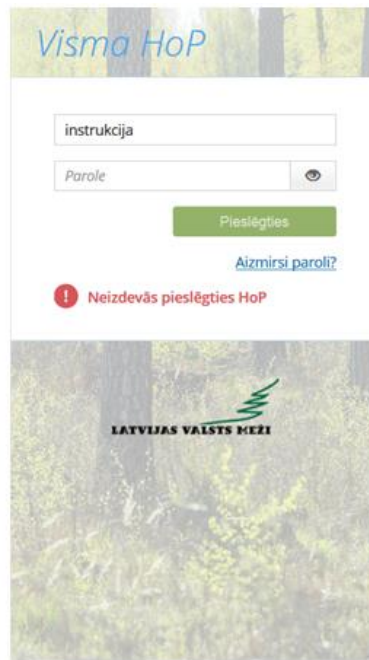 Visma HoP
instrukcija
Parole
Pieslēgties
Aizmirsi paroli?
! Neizdevās pieslēgties HoP
LATVIJAS VALSTS MEŽI